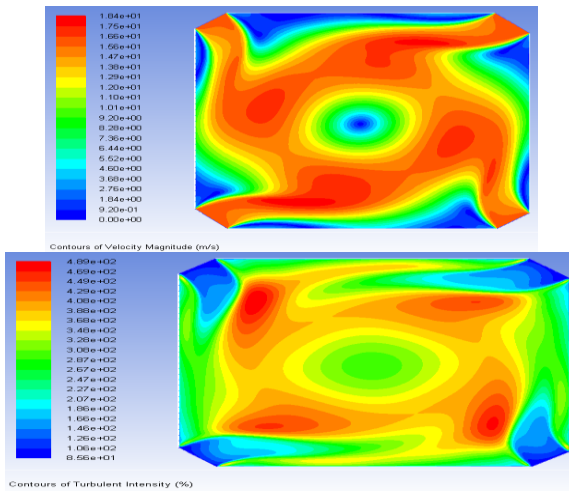 1.84e+01
1.75e+01
1.66e+01
1.56e+01
1.47e+01
1.38e+01
1.29e+01
1.20e+01
1.10e+01
1.01e+01
9.20e+00
8.28e+00
7.36e+00
6.44e+00
5.52e+00
4.60e+00
3.68e+00
2.76e+00
1.84e+00
9.20e-01
0.00e+00
Contours of Velocity Magnitude (m/s)
4.89e+02
4.69e+02
4.49e+02
4.29e+02
4.08e+02
3.88e+02
3.68e+02
3.48e+02
3.28e+02
3.08e+02
2.87e+02
2.67e+02
2.47e+02
2.27e+02
2.07e+02
1.86e+02
1.66e+02
1.46e+02
1.26e+02
1.06e+02
8.56e+01
Contours of Turbulent Intensity (%)